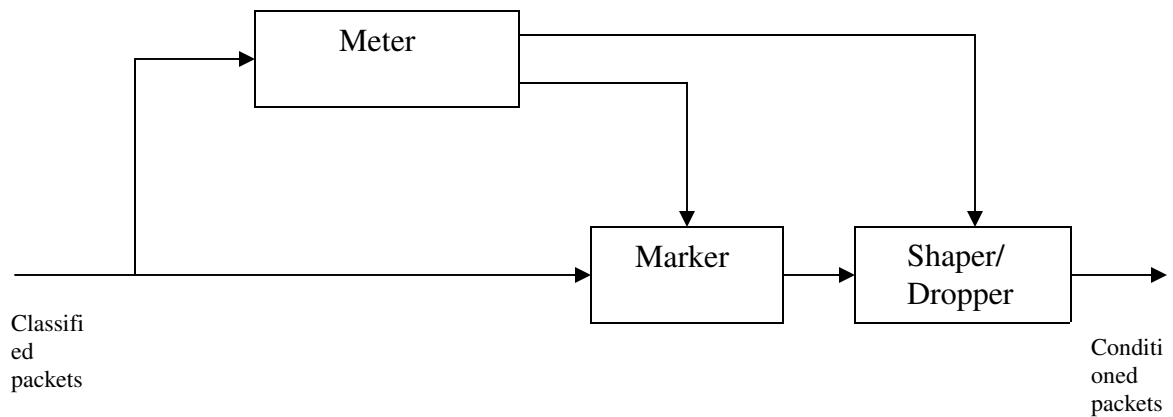 Meter
Marker
Shaper/
Dropper
Classifi
ed
packets
Conditi
oned
packets